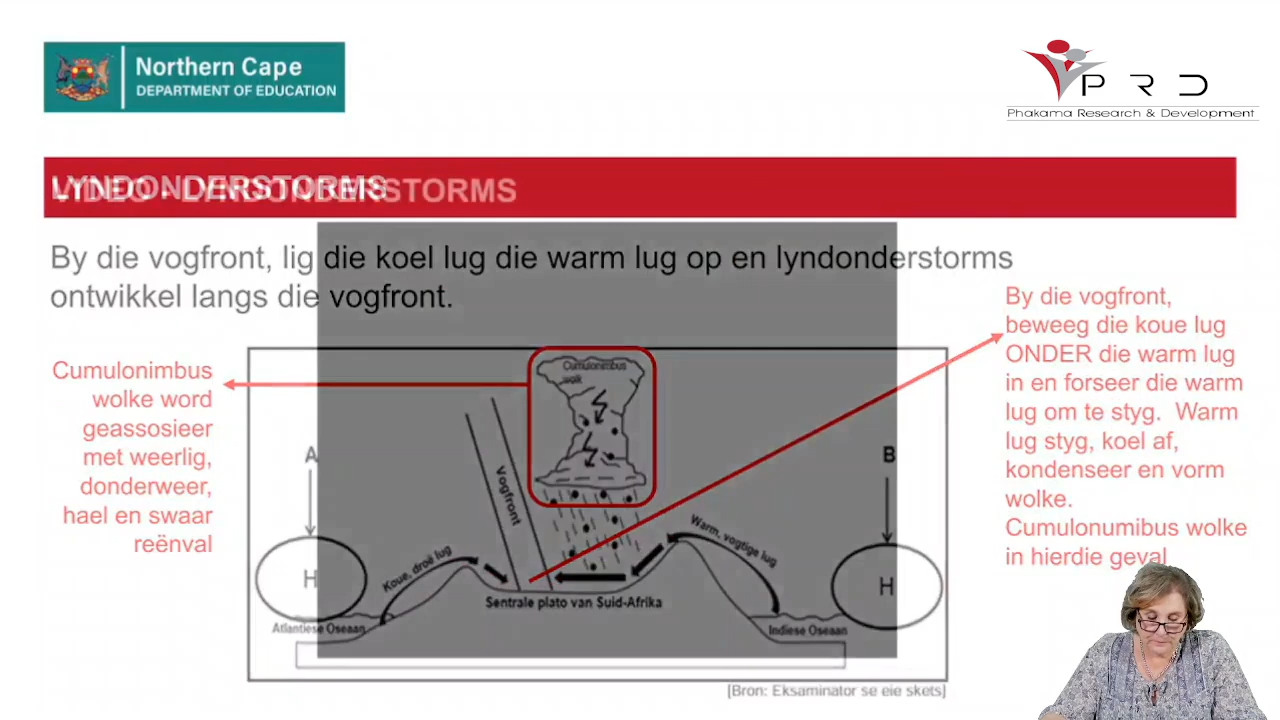 Northern Cape
DEPARTMENT OF EDUCATION
P R D
Phakama Research & Development
LYNDONDERSTORMS
VIDEO - LYNDONDERSTORMS
By die vogfront, lig die koel lug die warm lug op en lyndonderstorms
ontwikkel langs die vogfront.
Cumulonimbus
wolke word
geassosieer
met weerlig,
donderweer,
hael en swaar
reënval
By die vogfront,
beweeg die koue lug
ONDER die warm lug
in en forseer die warm
lug om te styg. Warm
lug styg, koel af,
kondenseer en vorm
wolke.
Cumulonumibus wolke
in hierdie geval
Cumulonimbus
wolk
A
B
Vogfront
Koue, droë lug
Warm, vogtige lug
H
H
Sentrale plato van Suid-Afrika
Atlantiese Oseaan
Indiese Oseaan
[Bron: Eksaminator se eie skets]